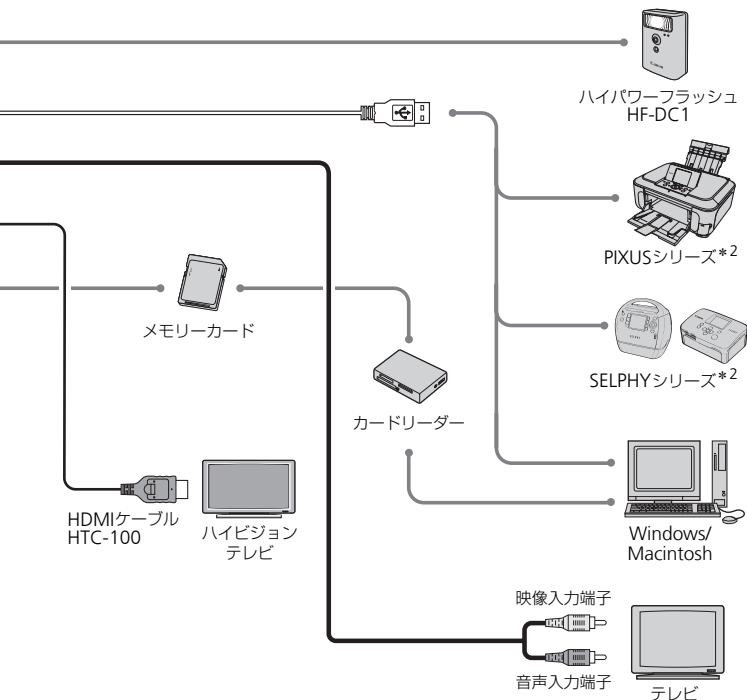 ハイパワーフラッシュ
HF-DC1
PIXUSシリーズ*2
メモリーカード
SELPHYシリーズ*2
カードリーダー
HDMIケーブル
HTC-100
ハイビジョン
テレビ
Windows/
Macintosh
映像入力端子
音声入力端子
テレビ